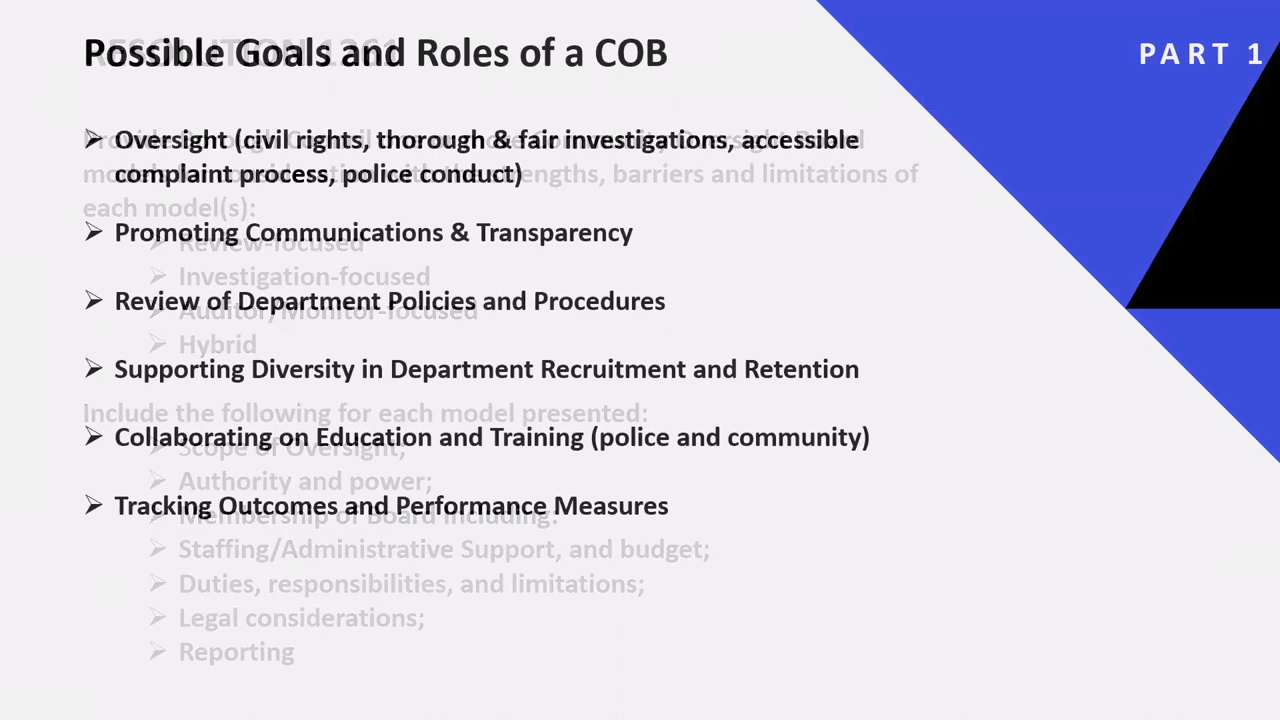 Possible Goals and Roles of a COB
PART 1
➢ Oversight (civil rights, thorough & fair investigations, accessible
complaint process, police conduct)
➢ Promoting Communications & Transparency
➢ Review of Department Policies and Procedures
➢ Supporting Diversity in Department Recruitment and Retention
➢ Collaborating on Education and Training (police and community)
➢ Tracking Outcomes and Performance Measures
RESOLUTION
strengths, barriers and limitations of
each model(s):
➢ Review-focused
➢ Investigation-focused
➢ Auditor/Monitor-focused
➢ Hybrid
Include the following for each model presented:
➢ Scope of Oversight;
➢ Authority and power;
➢ Membership of Board including:
➢ Staffing/Administrative Support, and budget;
➢ Duties, responsibilities, and limitations;
➢ Legal considerations;
➢ Reporting